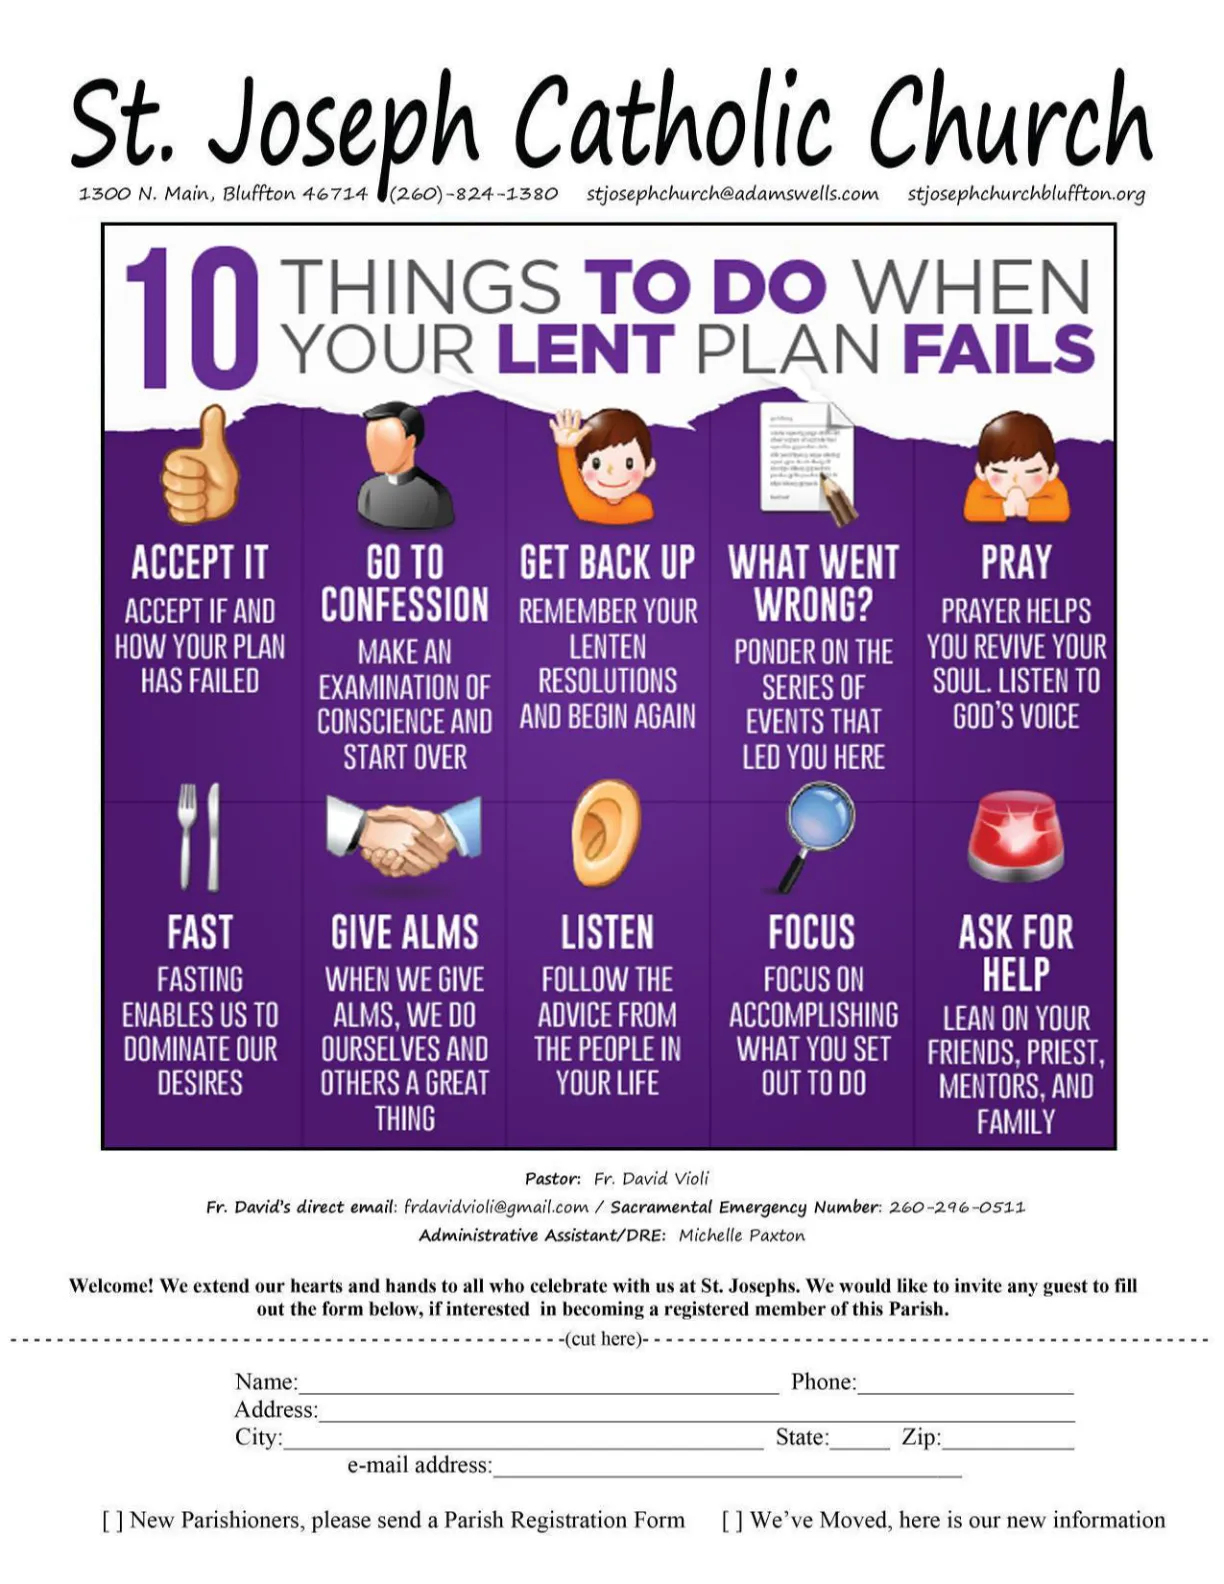 St. Joseph Catholic Church
1300 N. Main, Bluffton 46714 (260)-824-1380 stjosephchurch@adamswells.com stjosephchurchbluffton.org
10 THINGS TO DO WHEN
YOUR LENT PLAN FAILS
ACCEPT IT
ACCEPT IF AND
HOW YOUR PLAN
HAS FAILED
GO TO
CONFESSION
MAKE AN
EXAMINATION OF
CONSCIENCE AND
START OVER
GET BACK UP
REMEMBER YOUR
LENTEN
RESOLUTIONS
AND BEGIN AGAIN
WHAT WENT
WRONG?
PONDER ON THE
SERIES OF
EVENTS THAT
LED YOU HERE
PRAY
PRAYER HELPS
YOU REVIVE YOUR
SOUL. LISTEN TO
GOD'S VOICE
FAST
FASTING
ENABLES US TO
DOMINATE OUR
DESIRES
GIVE ALMS
WHEN WE GIVE
ALMS, WE DO
OURSELVES AND
OTHERS A GREAT
THING
LISTEN
FOLLOW THE
ADVICE FROM
THE PEOPLE IN
YOUR LIFE
FOCUS
FOCUS ON
ACCOMPLISHING
WHAT YOU SET
OUT TO DO
ASK FOR
HELP
LEAN ON YOUR
FRIENDS, PRIEST,
MENTORS, AND
FAMILY
Pastor: Fr. David Violi
Fr. David's direct email: frdavidvioli@gmail.com / Sacramental Emergency Number: 260-296-0511
Administrative Assistant/DRE: Michelle Paxton
Welcome! We extend our hearts and hands to all who celebrate with us at St. Josephs. We would like to invite any guest to fill
out the form below, if interested in becoming a registered member of this Parish.
(cut here)
Name: Phone:
Address:
City: State: Zip:
e-mail address:
[ ] New Parishioners, please send a Parish Registration Form [ ] We've Moved, here is our new information